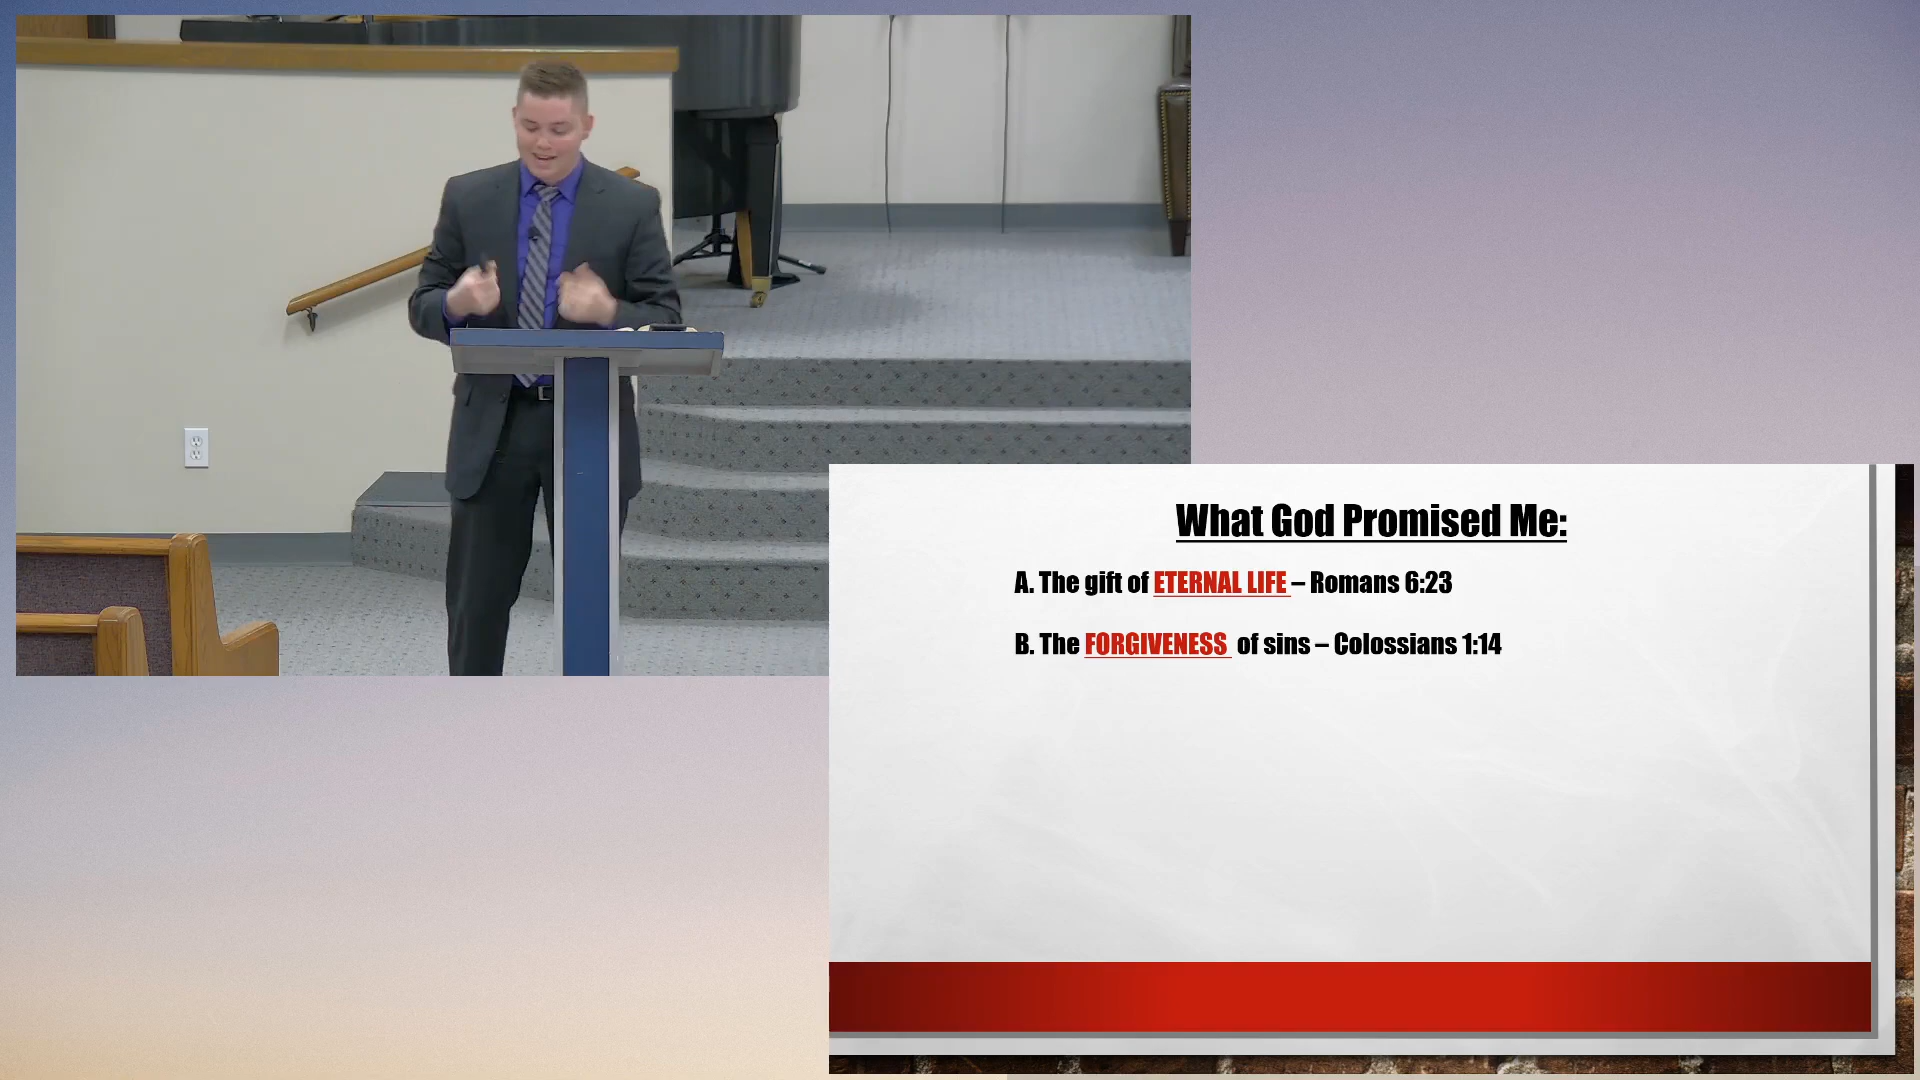 What God Promised Me:
A. The gift of ETERNAL LIFE – Romans 6:23
B. The FORGIVENESS of sins – Colossians 1:14